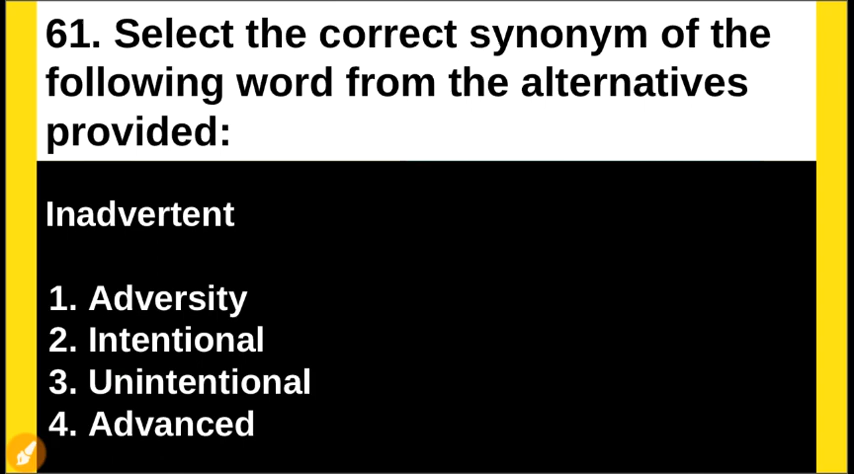 61. Select the correct synonym of the
following word from the alternatives
provided:
Inadvertent
1. Adversity
2. Intentional
3. Unintentional
4. Advanced